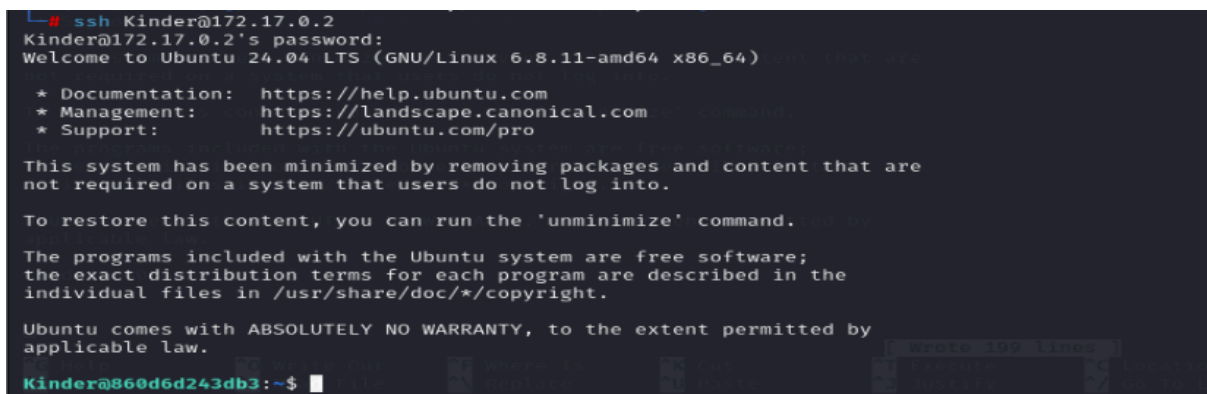 # ssh Kinder@172.17.0.2
Kinder@172.17.0.2's password:
Welcome to Ubuntu 24.04 LTS (GNU/Linux 6.8.11-amd64 x86_64)
* Documentation: https://help.ubuntu.com
* Management: https://landscape.canonical.com
* Support: https://ubuntu.com/pro
This system has been minimized by removing packages and content that are
not required on a system that users do not log into.
To restore this content, you can run the 'unminimize' command.
The programs included with the Ubuntu system are free software;
the exact distribution terms for each program are described in the
individual files in /usr/share/doc/*/copyright.
Ubuntu comes with ABSOLUTELY NO WARRANTY, to the extent permitted by
applicable law.
[ Wrote 199 lines ]
Kinder@860d6d243db3:~$